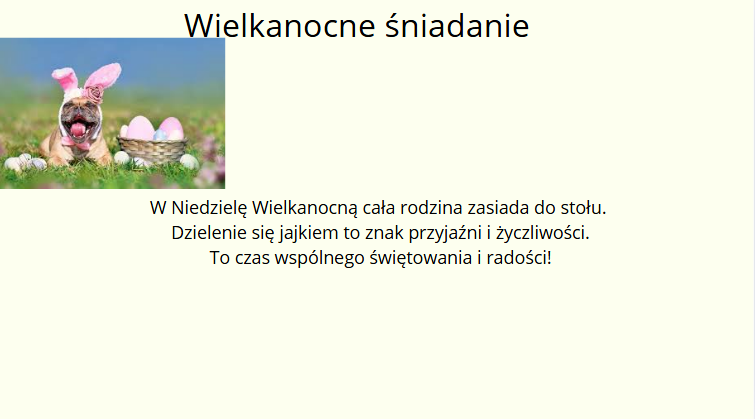 Wielkanocne śniadanie
W Niedzielę Wielkanocną cała rodzina zasiada do stołu.
Dzielenie się jajkiem to znak przyjaźni i życzliwości.
To czas wspólnego świętowania i radości!